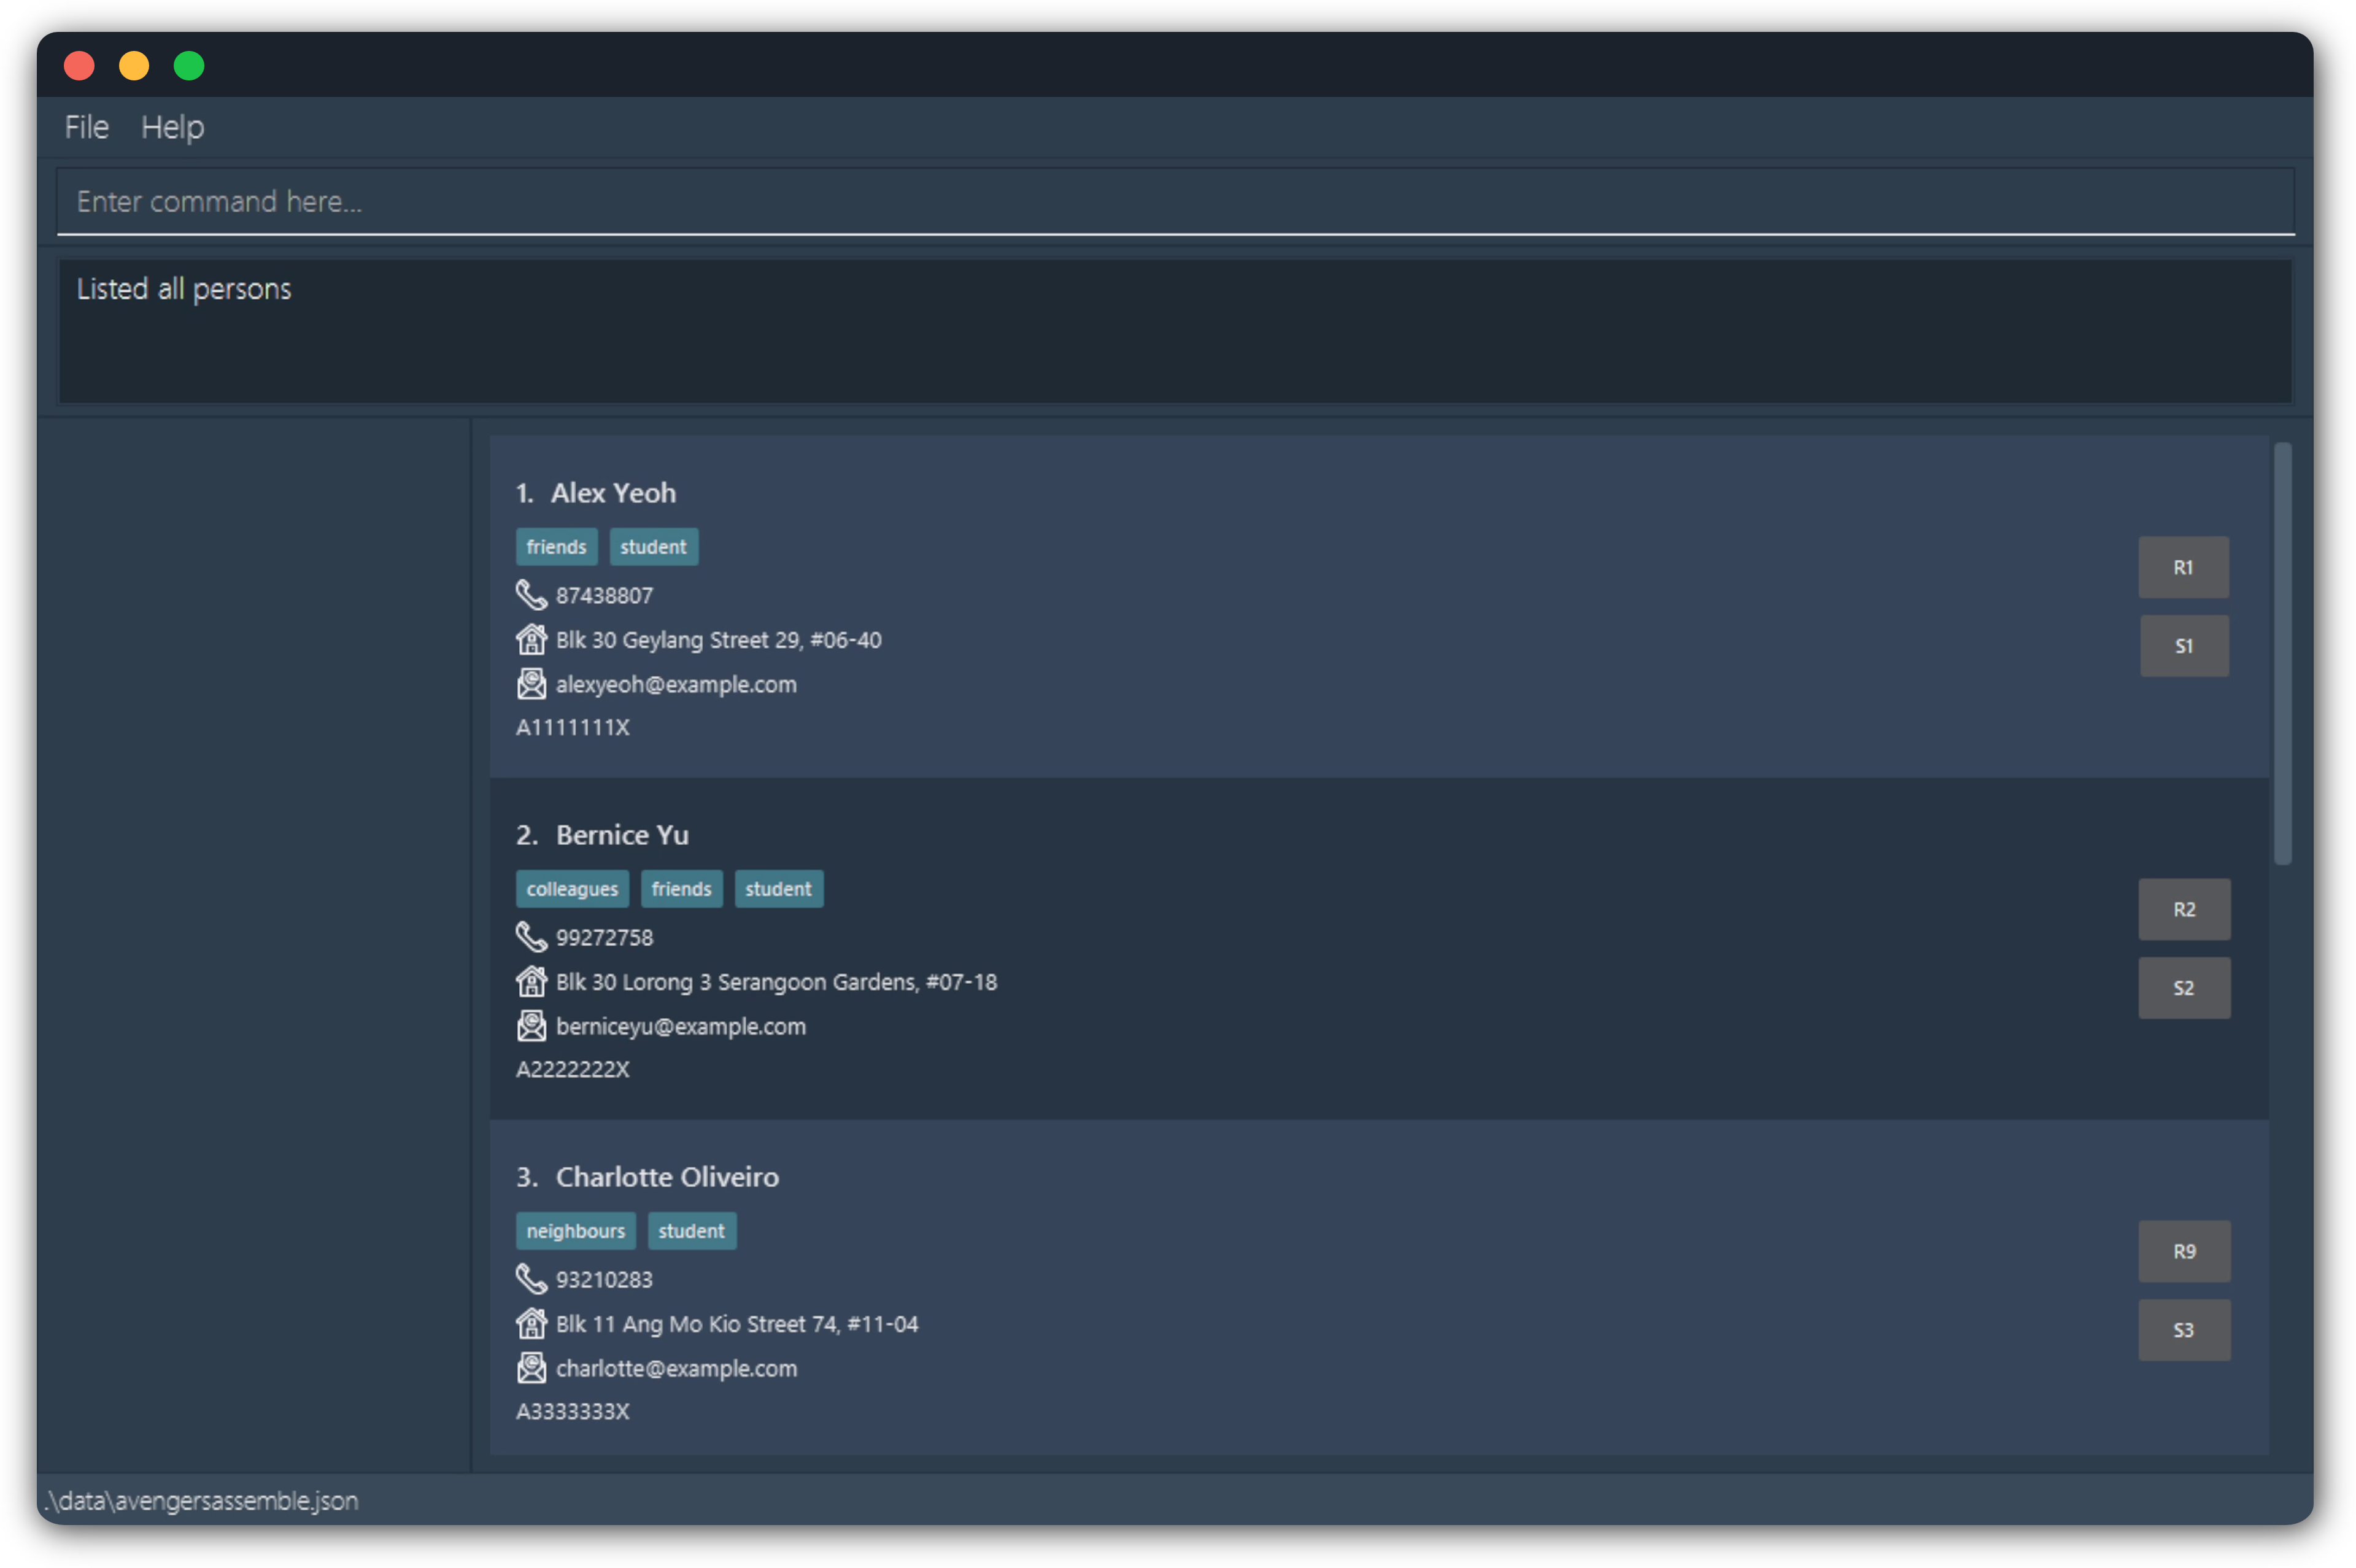 File Help
Enter command here...
Listed all persons
1. Alex Yeoh
friends student
87438807
Blk 30 Geylang Street 29, #06-40
alexyeoh@example.com
A1111111X
R1
S1
2. Bernice Yu
colleagues friends student
99272758
Blk 30 Lorong 3 Serangoon Gardens, #07-18
berniceyu@example.com
A2222222X
R2
S2
3. Charlotte Oliveiro
neighbours student
93210283
Blk 11 Ang Mo Kio Street 74, #11-04
charlotte@example.com
A3333333X
R9
S3
.\data\avengersassemble.json